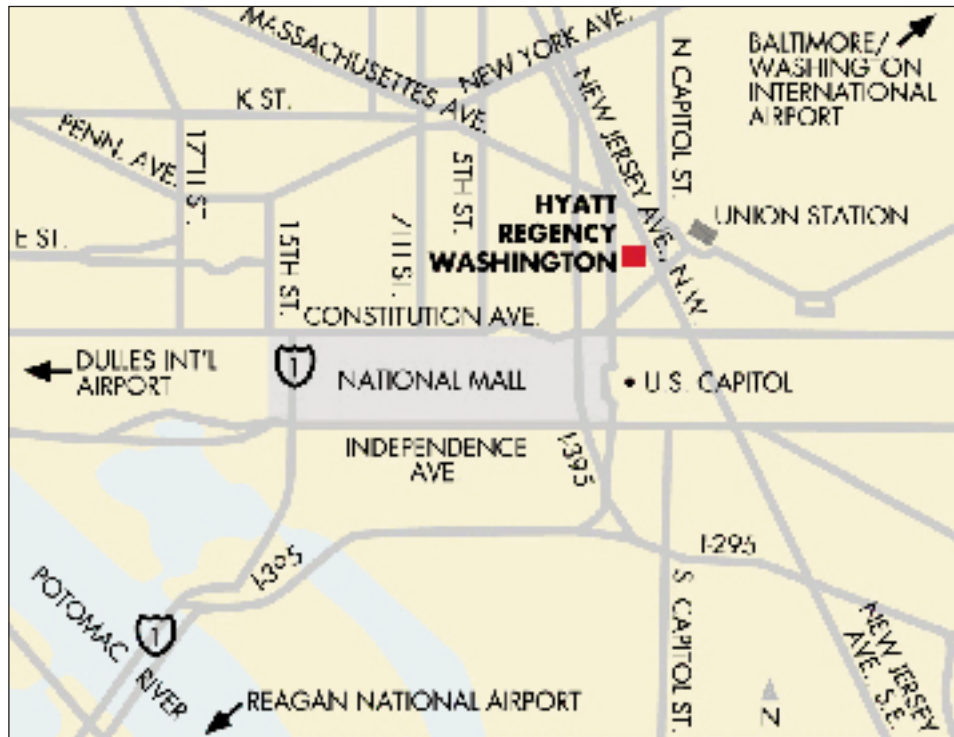 MASSACHUSETTES AVE.
NEW YORK AVE.
N CAPITOL ST.
BALTIMORE/
WASHINGTON
INTERNATIONAL
AIRPORT
K ST.
PENN. AVE.
17TH ST.
5TH ST.
NEW JERSEY AVE., N.W.
HYATT
REGENCY
WASHINGTON
UNION STATION
E ST.
15TH ST.
7TH ST.
CONSTITUTION AVE.
DULLES INT'L
AIRPORT
1
NATIONAL MALL
U.S. CAPITOL
INDEPENDENCE
AVE
I-395
I-395
I-295
POTOMAC
RIVER
1
S CAPITOL ST.
NEW JERSEY
AVE., S.E.
REAGAN NATIONAL AIRPORT
N